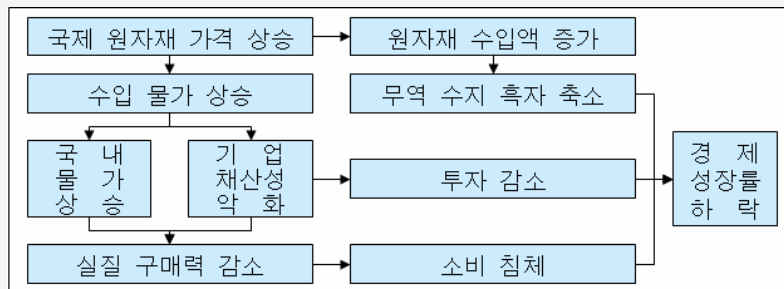 국제 원자재 가격 상승
원자재 수입액 증가
수입 물가 상승
무역 수지 흑자 축소
국 내
물 가
상 승
기 업
채산성
악 화
투자 감소
경 제
성장률
하 락
실질 구매력 감소
소비 침체